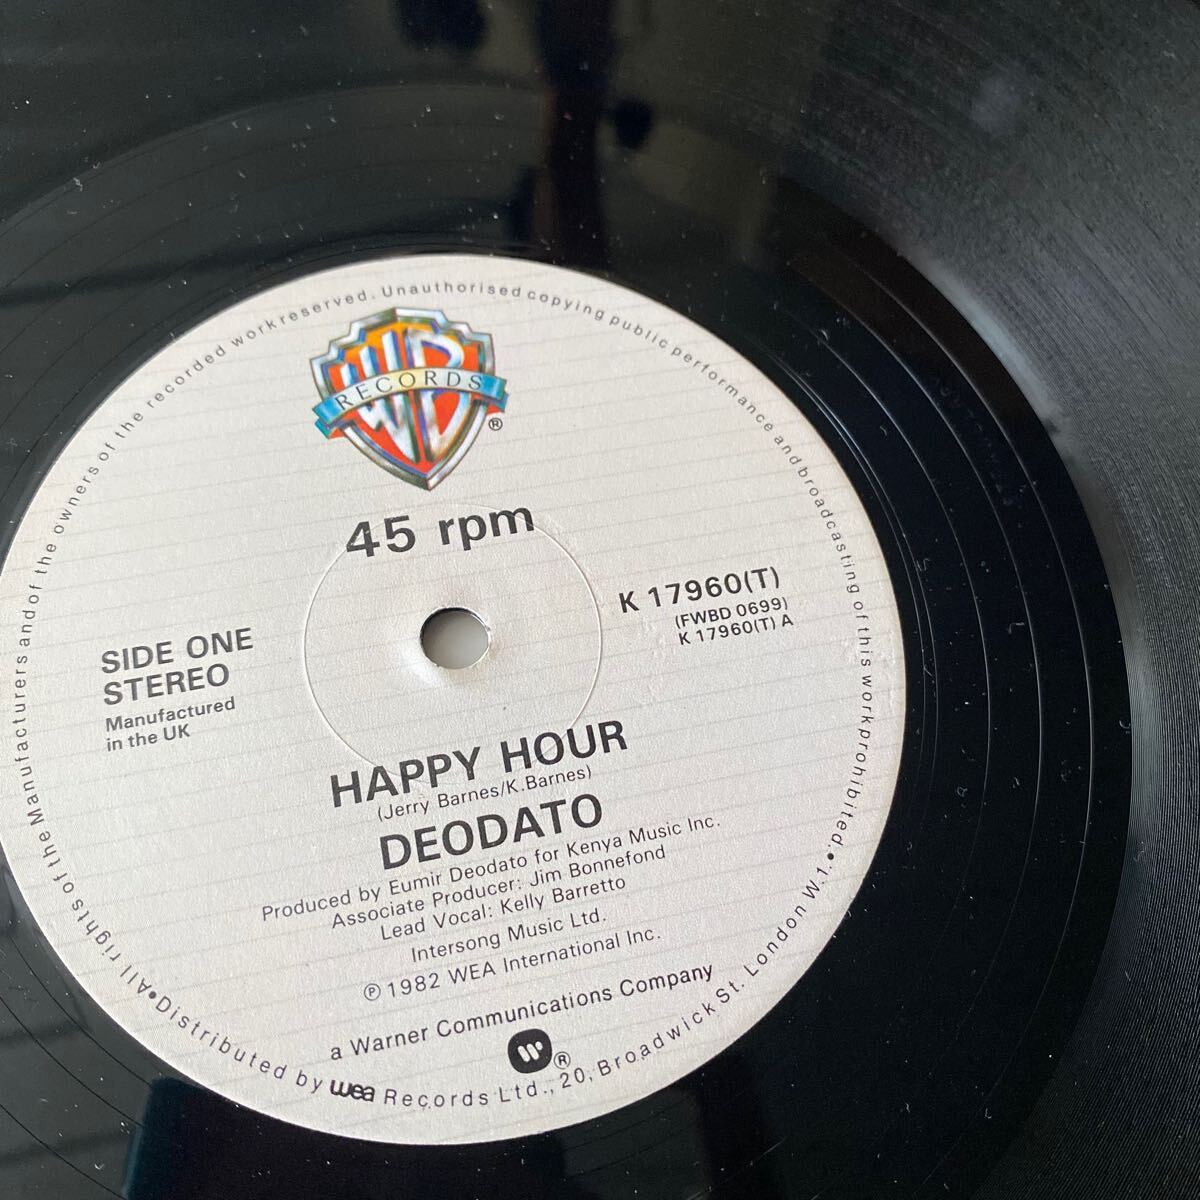 WB
RECORDS
®
45 rpm
K 17960(T)
(FWBD 0699)
K 17960(T) A
SIDE ONE
STEREO
Manufactured
in the UK
HAPPY HOUR
(Jerry Barnes/K.Barnes)
DEODATO
Produced by Eumir Deodato for Kenya Music Inc.
Associate Producer: Jim Bonnefond
Lead Vocal: Kelly Barretto
Intersong Music Ltd.
℗1982 WEA International Inc.
a Warner Communications Company
®
•All rights of the Manufacturers and of the owners of the recorded work reserved. Unauthorised copying public performance and broadcasting of this work prohibited.•
•Distributed by wea Records Ltd., 20, Broadwick St. London W.1.•